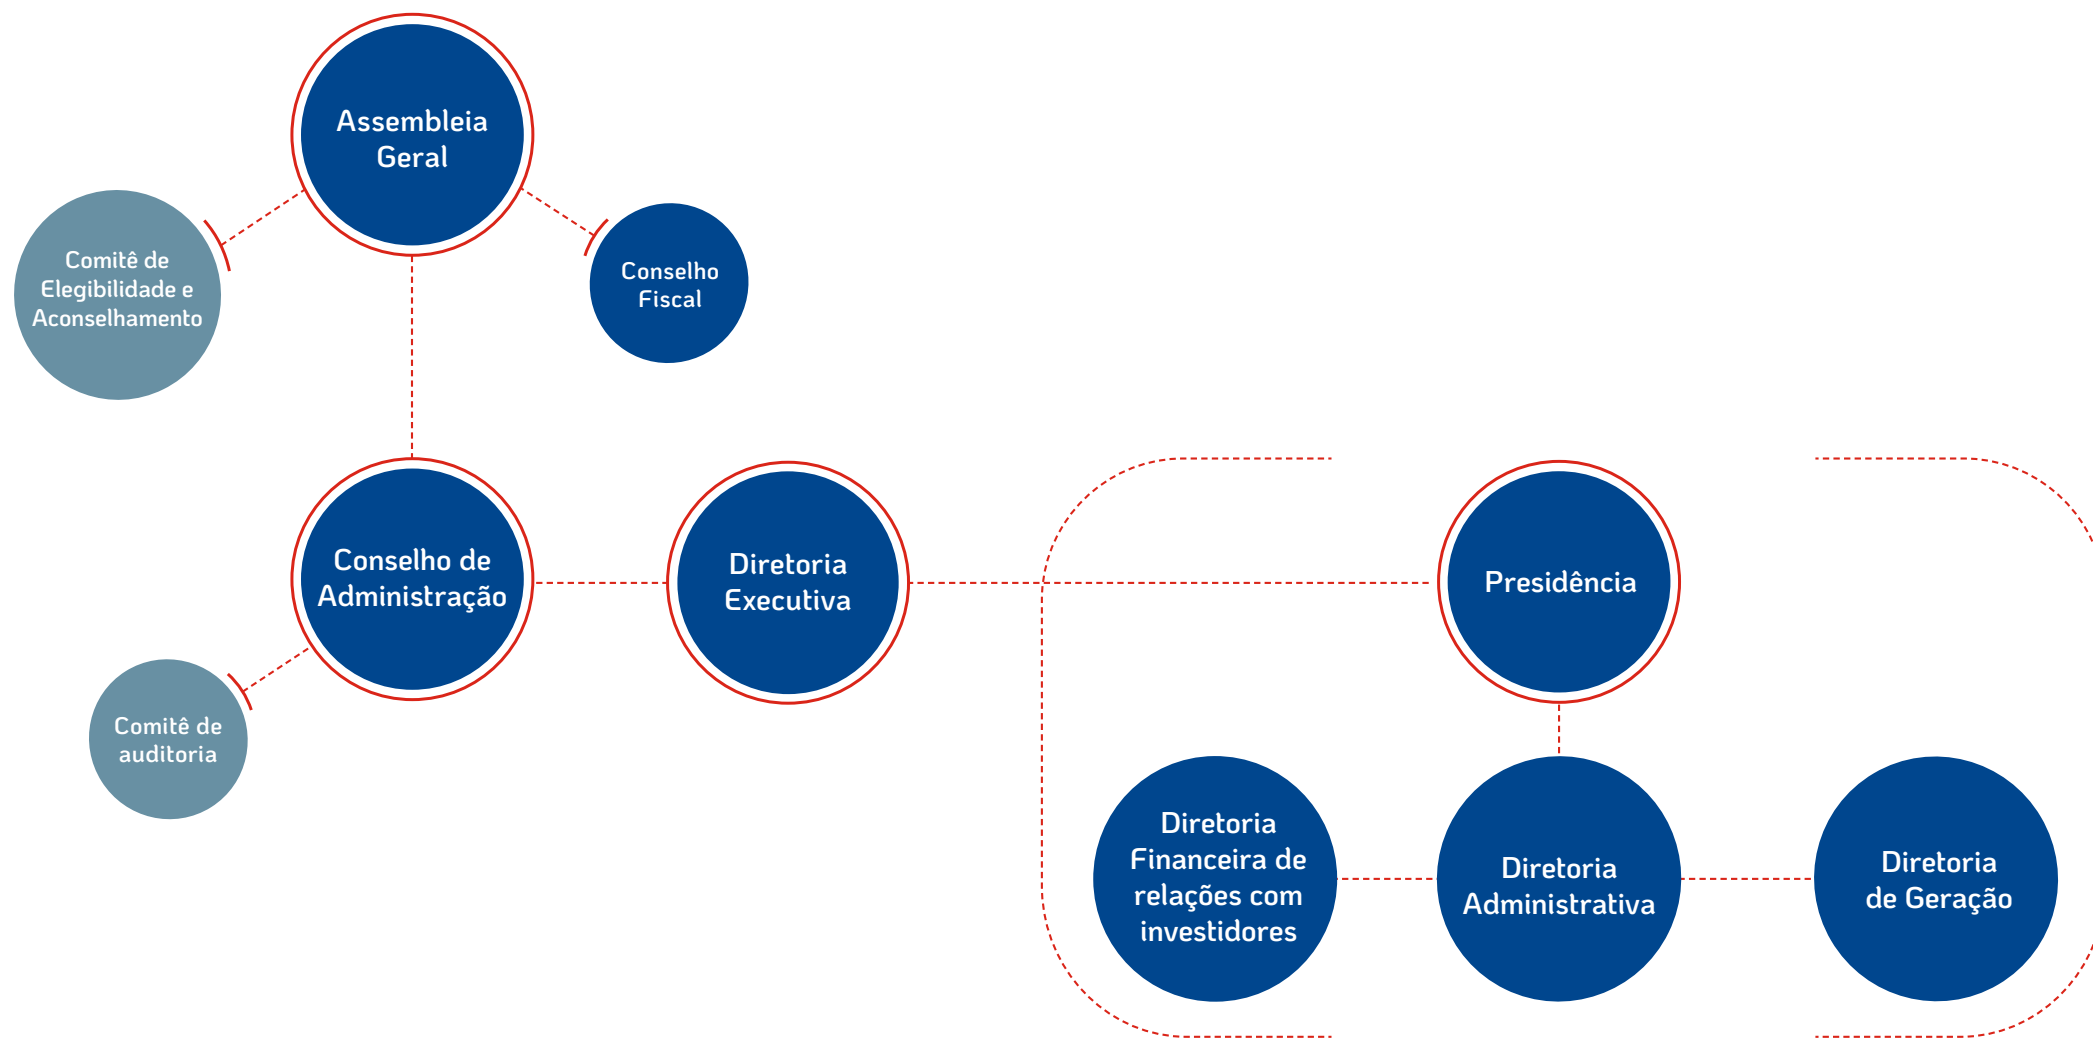 Assembleia
Geral
Comitê de
Elegibilidade e
Aconselhamento
Conselho
Fiscal
Conselho de
Administração
Diretoria
Executiva
Presidência
Comitê de
auditoria
Diretoria
Financeira de
relações com
investidores
Diretoria
Administrativa
Diretoria
de Geração